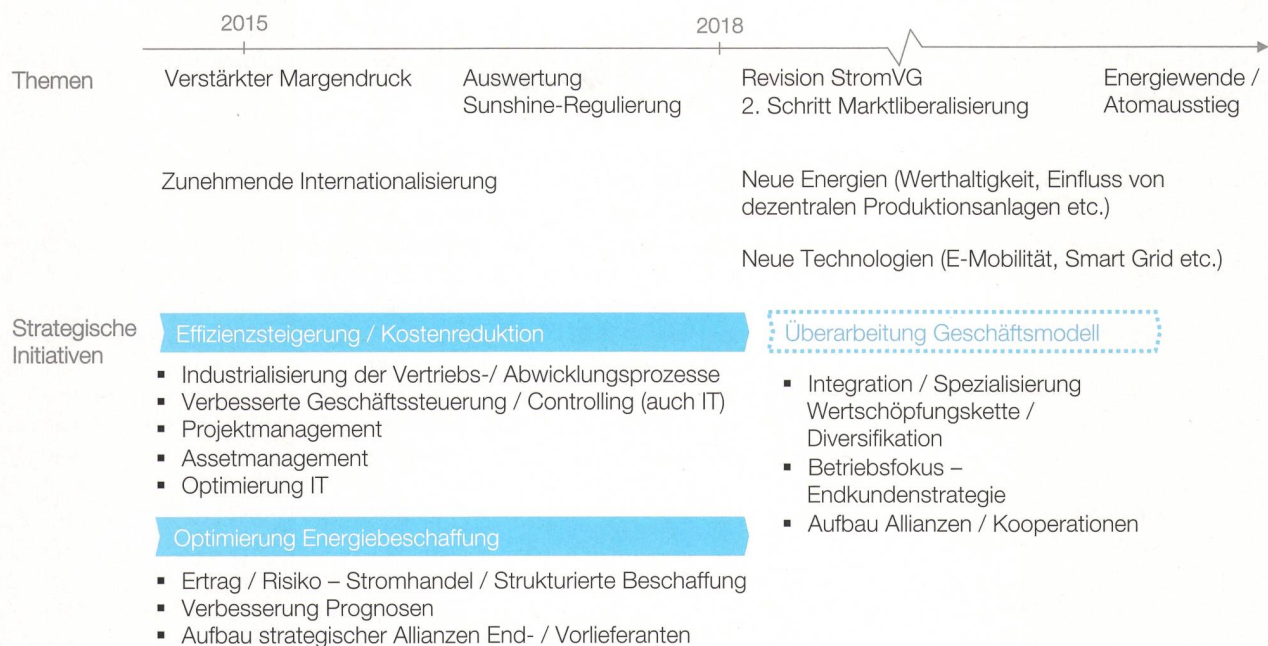 2015
2018
Themen
Verstärkter Margendruck
Auswertung
Sunshine-Regulierung
Revision StromVG
2. Schritt Marktliberalisierung
Energiewende /
Atomausstieg
Zunehmende Internationalisierung
Neue Energien (Werthaltigkeit, Einfluss von
dezentralen Produktionsanlagen etc.)
Neue Technologien (E-Mobilität, Smart Grid etc.)
Strategische
Initiativen
Effizienzsteigerung / Kostenreduktion
▪ Industrialisierung der Vertriebs-/ Abwicklungsprozesse
▪ Verbesserte Geschäftssteuerung / Controlling (auch IT)
▪ Projektmanagement
▪ Assetmanagement
▪ Optimierung IT
Optimierung Energiebeschaffung
▪ Ertrag / Risiko – Stromhandel / Strukturierte Beschaffung
▪ Verbesserung Prognosen
▪ Aufbau strategischer Allianzen End- / Vorlieferanten
Überarbeitung Geschäftsmodell
▪ Integration / Spezialisierung
Wertschöpfungskette /
Diversifikation
▪ Betriebsfokus –
Endkundenstrategie
▪ Aufbau Allianzen / Kooperationen